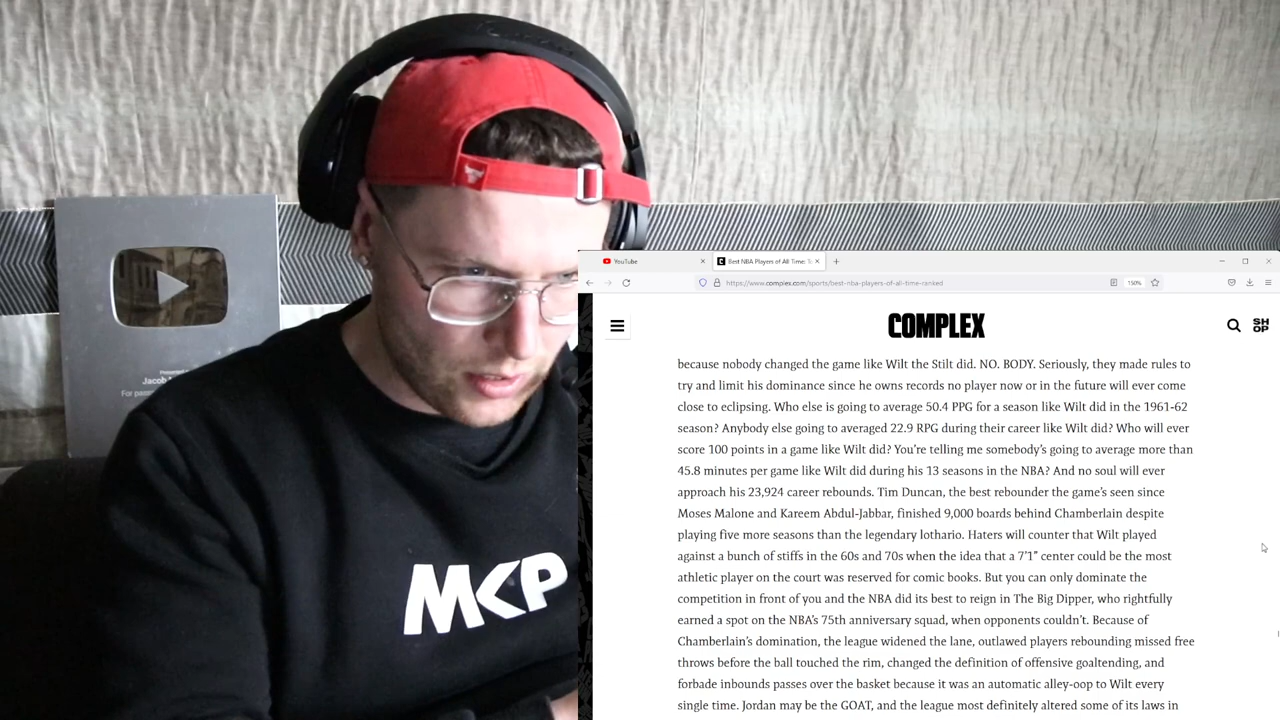 Jacob
For pa
MCP
YouTube
Best NBA Players of All Time: T
https://www.complex.com/sports/best-nba-players-of-all-time-ranked
150%
COMPLEX
SH
OP
because nobody changed the game like Wilt the Stilt did. NO. BODY. Seriously, they made rules to
try and limit his dominance since he owns records no player now or in the future will ever come
close to eclipsing. Who else is going to average 50.4 PPG for a season like Wilt did in the 1961-62
season? Anybody else going to averaged 22.9 RPG during their career like Wilt did? Who will ever
score 100 points in a game like Wilt did? You’re telling me somebody’s going to average more than
45.8 minutes per game like Wilt did during his 13 seasons in the NBA? And no soul will ever
approach his 23,924 career rebounds. Tim Duncan, the best rebounder the game’s seen since
Moses Malone and Kareem Abdul-Jabbar, finished 9,000 boards behind Chamberlain despite
playing five more seasons than the legendary lothario. Haters will counter that Wilt played
against a bunch of stiffs in the 60s and 70s when the idea that a 7’1” center could be the most
athletic player on the court was reserved for comic books. But you can only dominate the
competition in front of you and the NBA did its best to reign in The Big Dipper, who rightfully
earned a spot on the NBA’s 75th anniversary squad, when opponents couldn’t. Because of
Chamberlain’s domination, the league widened the lane, outlawed players rebounding missed free
throws before the ball touched the rim, changed the definition of offensive goaltending, and
forbade inbounds passes over the basket because it was an automatic alley-oop to Wilt every
single time. Jordan may be the GOAT, and the league most definitely altered some of its laws in